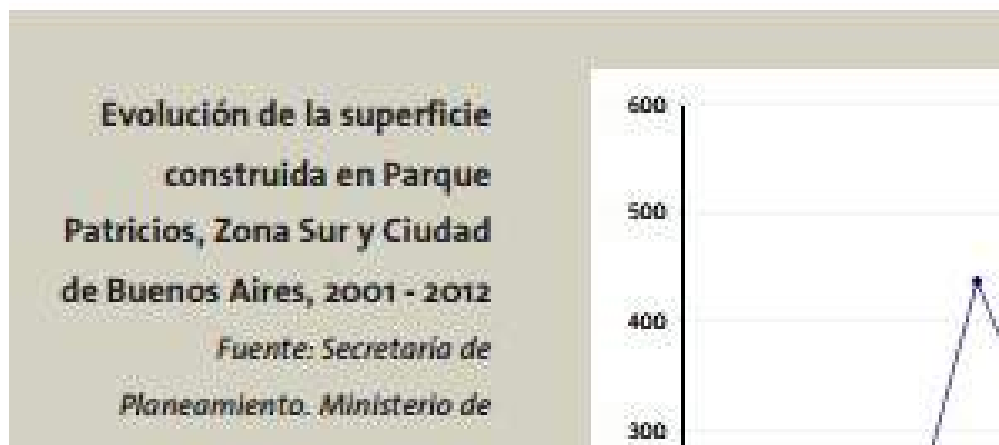 Evolución de la superficie
construida en Parque
Patricios, Zona Sur y Ciudad
de Buenos Aires, 2001 - 2012
Fuente: Secretaría de
Planeamiento. Ministerio de
600
500
400
300